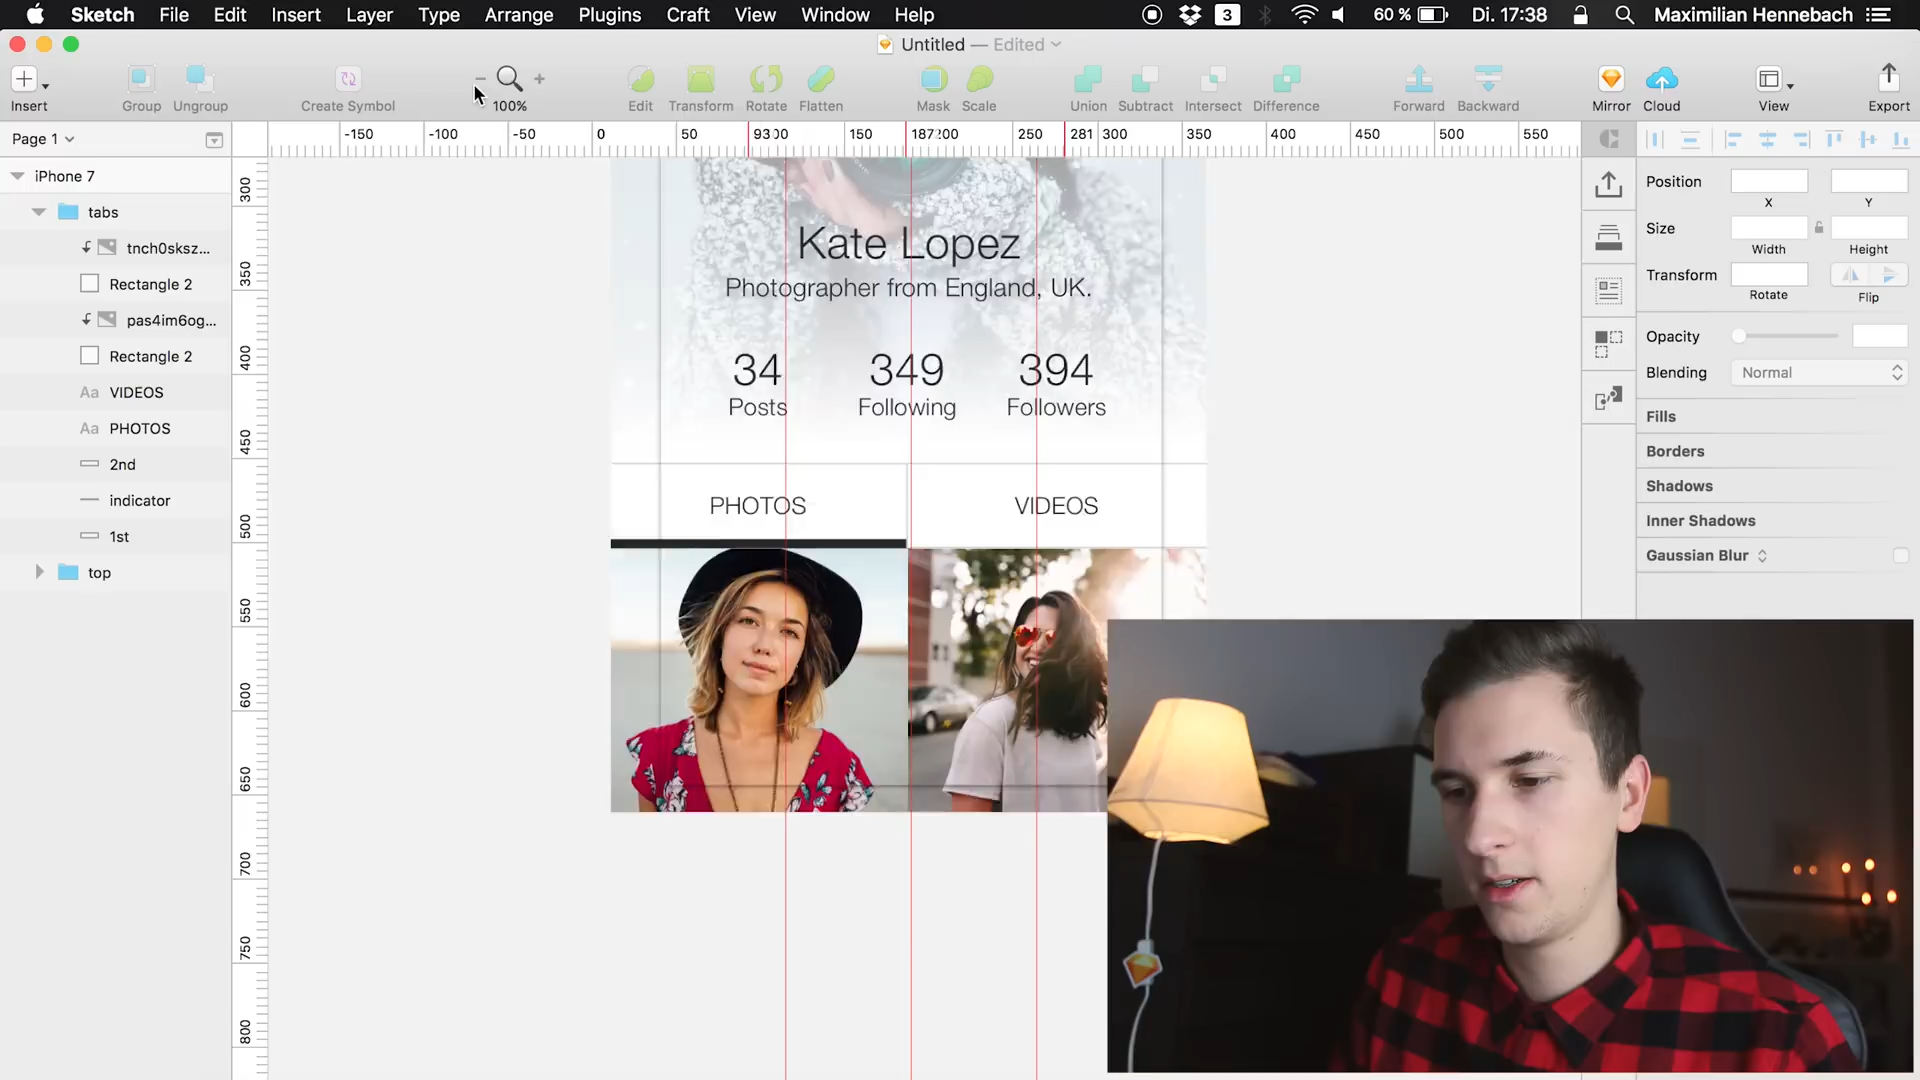 Sketch File Edit Insert Layer Type Arrange Plugins Craft View Window Help 3 60 % Di. 17:38 Maximilian Hennebach
Untitled — Edited
Insert Group Ungroup Create Symbol 100% Edit Transform Rotate Flatten Mask Scale Union Subtract Intersect Difference Forward Backward Mirror Cloud View Export
Page 1
-150 -100 -50 0 50 93 150 187 200 250 281 300 350 400 450 500 550
iPhone 7
tabs
tnch0sksz...
Rectangle 2
pas4im6og...
Rectangle 2
Aa VIDEOS
Aa PHOTOS
2nd
indicator
1st
top
300
350
400
450
500
550
600
650
700
750
800
Kate Lopez
Photographer from England, UK.
34 349 394
Posts Following Followers
PHOTOS VIDEOS
Position
X Y
Size
Width Height
Transform
Rotate Flip
Opacity
Blending Normal
Fills
Borders
Shadows
Inner Shadows
Gaussian Blur